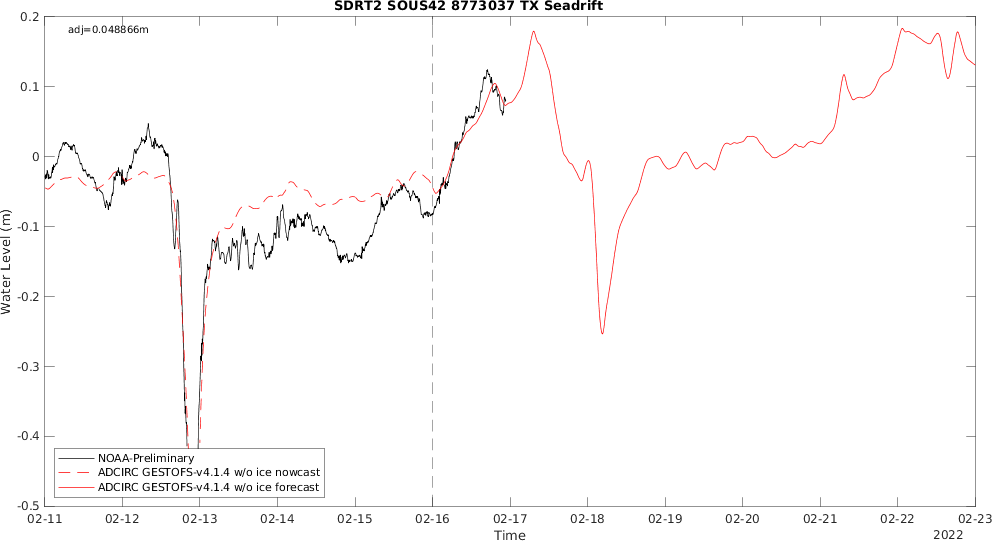 SDRT2 SOUS42 8773037 TX Seadrift
adj=0.048866m
0.2
0.1
0
-0.1
-0.2
-0.3
-0.4
-0.5
Water Level (m)
NOAA-Preliminary
ADCIRC GESTOFS-v4.1.4 w/o ice nowcast
ADCIRC GESTOFS-v4.1.4 w/o ice forecast
02-11 02-12 02-13 02-14 02-15 02-16 02-17 02-18 02-19 02-20 02-21 02-22 02-23
Time
2022